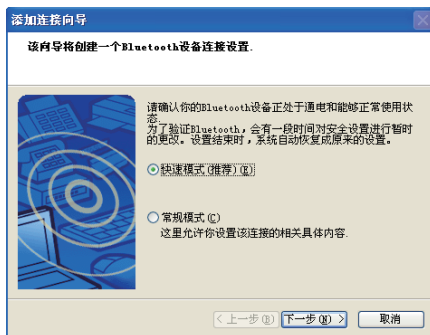 添加连接向导
该向导将创建一个Bluetooth设备连接设置.
请确认你的Bluetooth设备正处于通电和能够正常使用状
态.
为了验证Bluetooth，会有一段时间对安全设置进行暂时
的更改。设置结束时，系统自动恢复成原来的设置。
快速模式(推荐)(E)
常规模式(C)
这里允许你设置该连接的相关具体内容.
<上一步(B) 下一步(N) > 取消